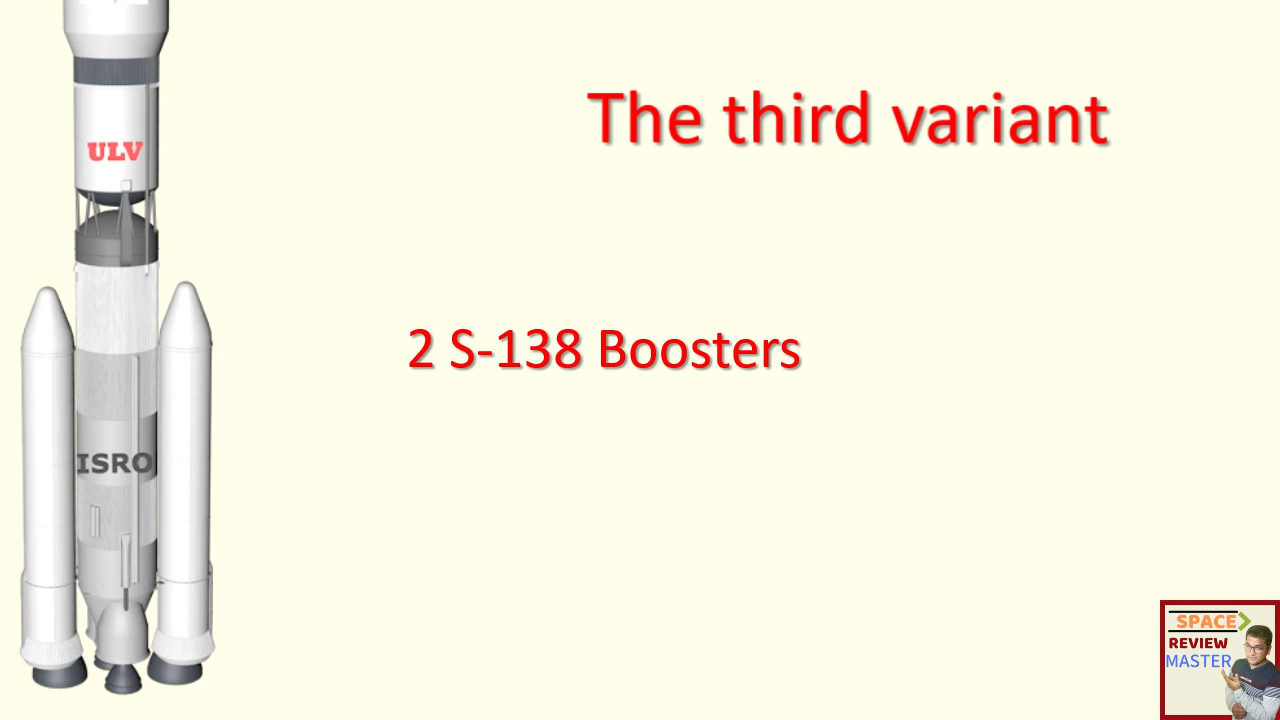 The third variant
ULV
2 S-138 Boosters
ISRO
SPACE
REVIEW
MASTER